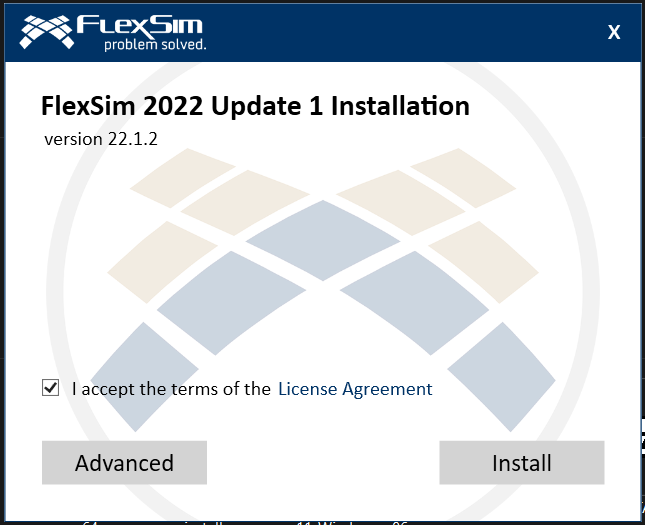 FlexSim
problem solved.
X
FlexSim 2022 Update 1 Installation
version 22.1.2
I accept the terms of the License Agreement
Advanced
Install